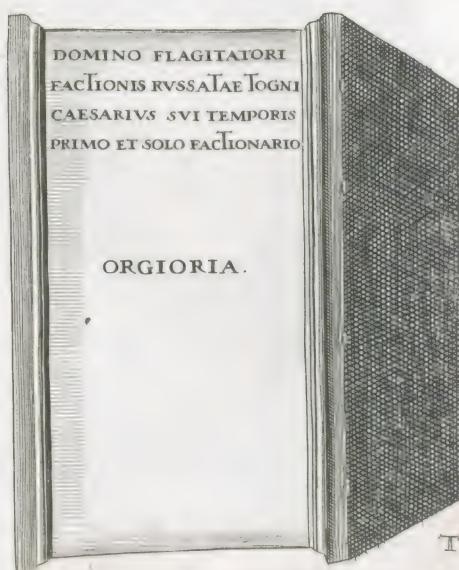 DOMINO FLAGITATORI
FACTIONIS RVSSATAE TOGNI
CAESARIVS SVI TEMPORIS
PRIMO ET SOLO FACTIONARIO
ORGIORIA.
T